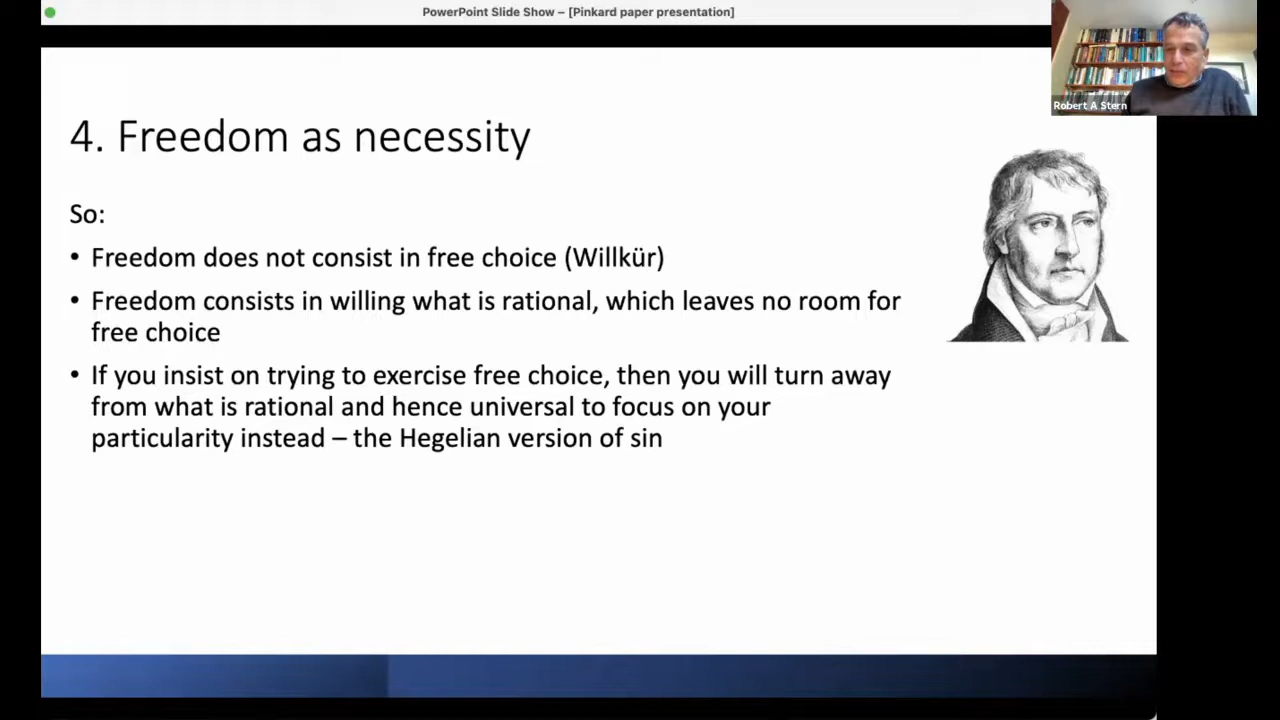 PowerPoint Slide Show – [Pinkard paper presentation]
Robert A Stern
4. Freedom as necessity
So:
• Freedom does not consist in free choice (Willkür)
• Freedom consists in willing what is rational, which leaves no room for
free choice
• If you insist on trying to exercise free choice, then you will turn away
from what is rational and hence universal to focus on your
particularity instead – the Hegelian version of sin